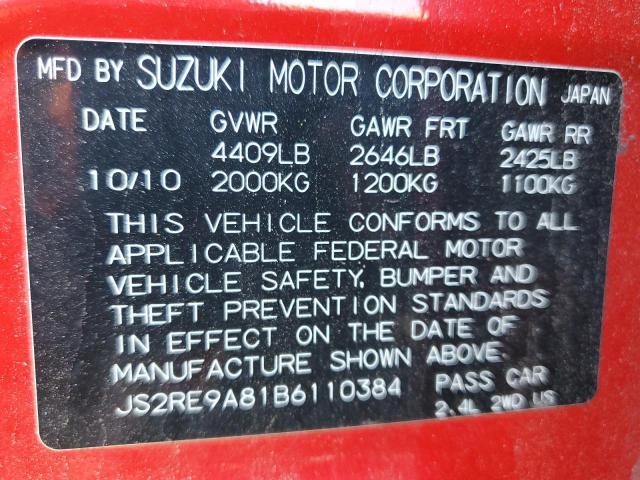 MFD BY SUZUKI MOTOR CORPORATION JAPAN
DATE GVWR GAWR FRT GAWR RR
4409LB 2646LB 2425LB
10/10 2000KG 1200KG 1100KG
THIS VEHICLE CONFORMS TO ALL
APPLICABLE FEDERAL MOTOR
VEHICLE SAFETY, BUMPER AND
THEFT PREVENTION STANDARDS
IN EFFECT ON THE DATE OF
MANUFACTURE SHOWN ABOVE.
JS2RE9A81B6110384 PASS CAR
2.4L 2WD US